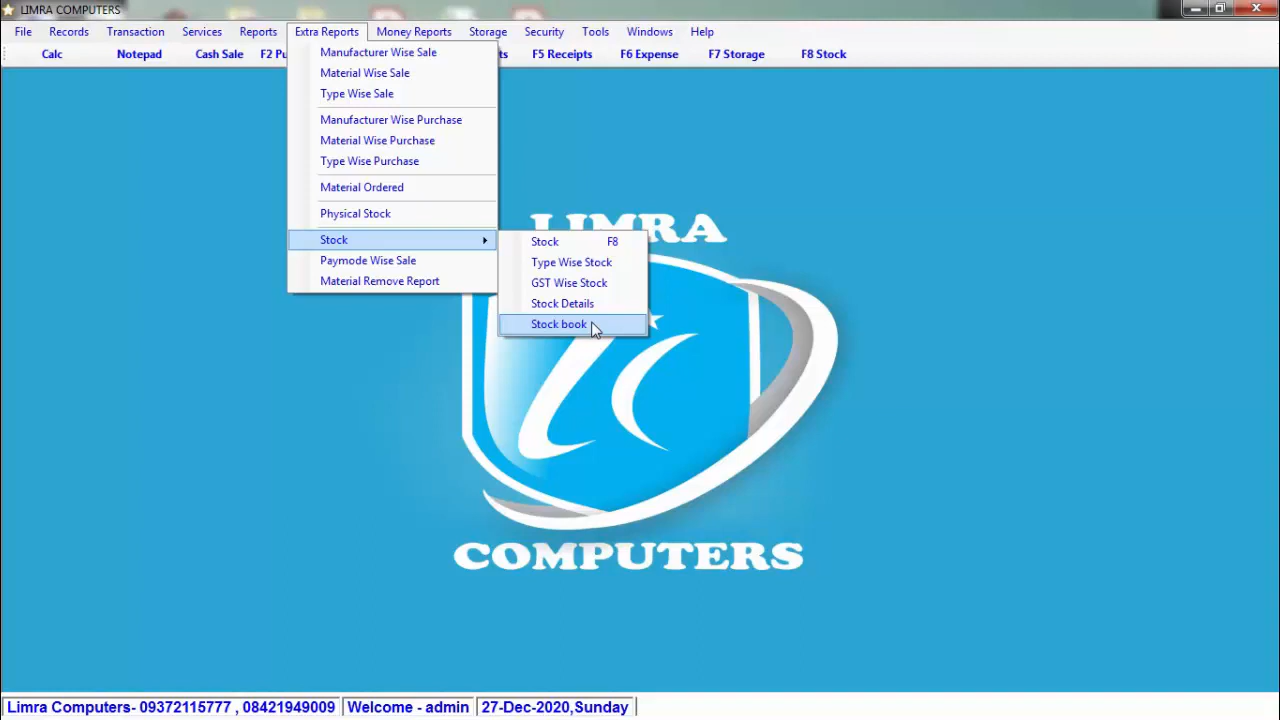 LIMRA COMPUTERS
File Records Transaction Services Reports Extra Reports Money Reports Storage Security Tools Windows Help
Calc Notepad Cash Sale F2 Pu ts F5 Receipts F6 Expense F7 Storage F8 Stock
Manufacturer Wise Sale
Material Wise Sale
Type Wise Sale
Manufacturer Wise Purchase
Material Wise Purchase
Type Wise Purchase
Material Ordered
Physical Stock
Stock
Paymode Wise Sale
Material Remove Report
Stock F8
Type Wise Stock
GST Wise Stock
Stock Details
Stock book
LIMRA
COMPUTERS
Limra Computers- 09372115777 , 08421949009 Welcome - admin 27-Dec-2020,Sunday